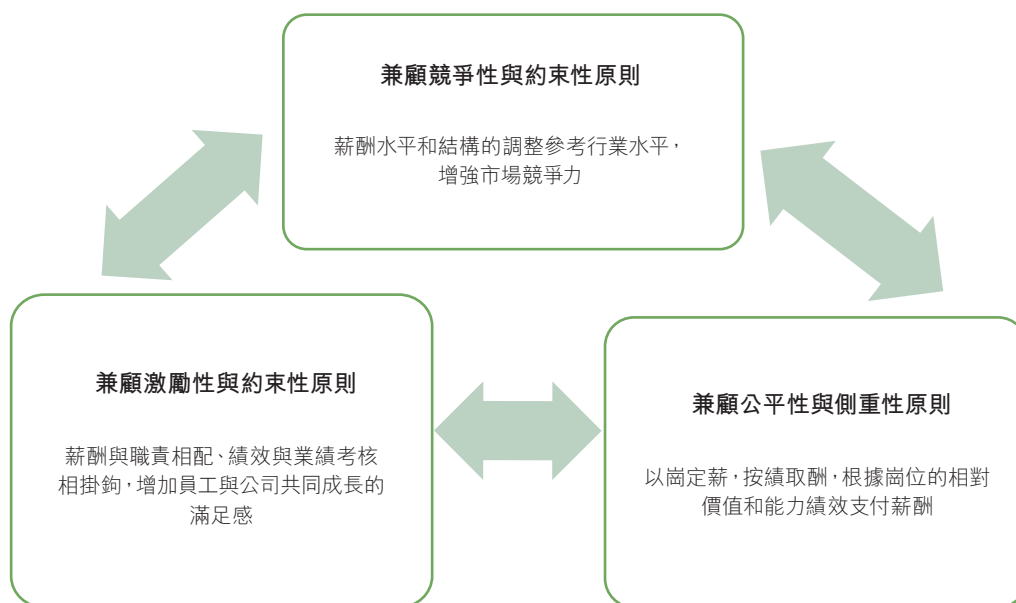 兼顧競爭性與約束性原則
薪酬水平和結構的調整參考行業水平，
增強市場競爭力
兼顧激勵性與約束性原則
薪酬與職責相配、績效與業績考核
相掛鈎，增加員工與公司共同成長的
滿足感
兼顧公平性與側重性原則
以崗定薪，按績取酬，根據崗位的相對
價值和能力績效支付薪酬